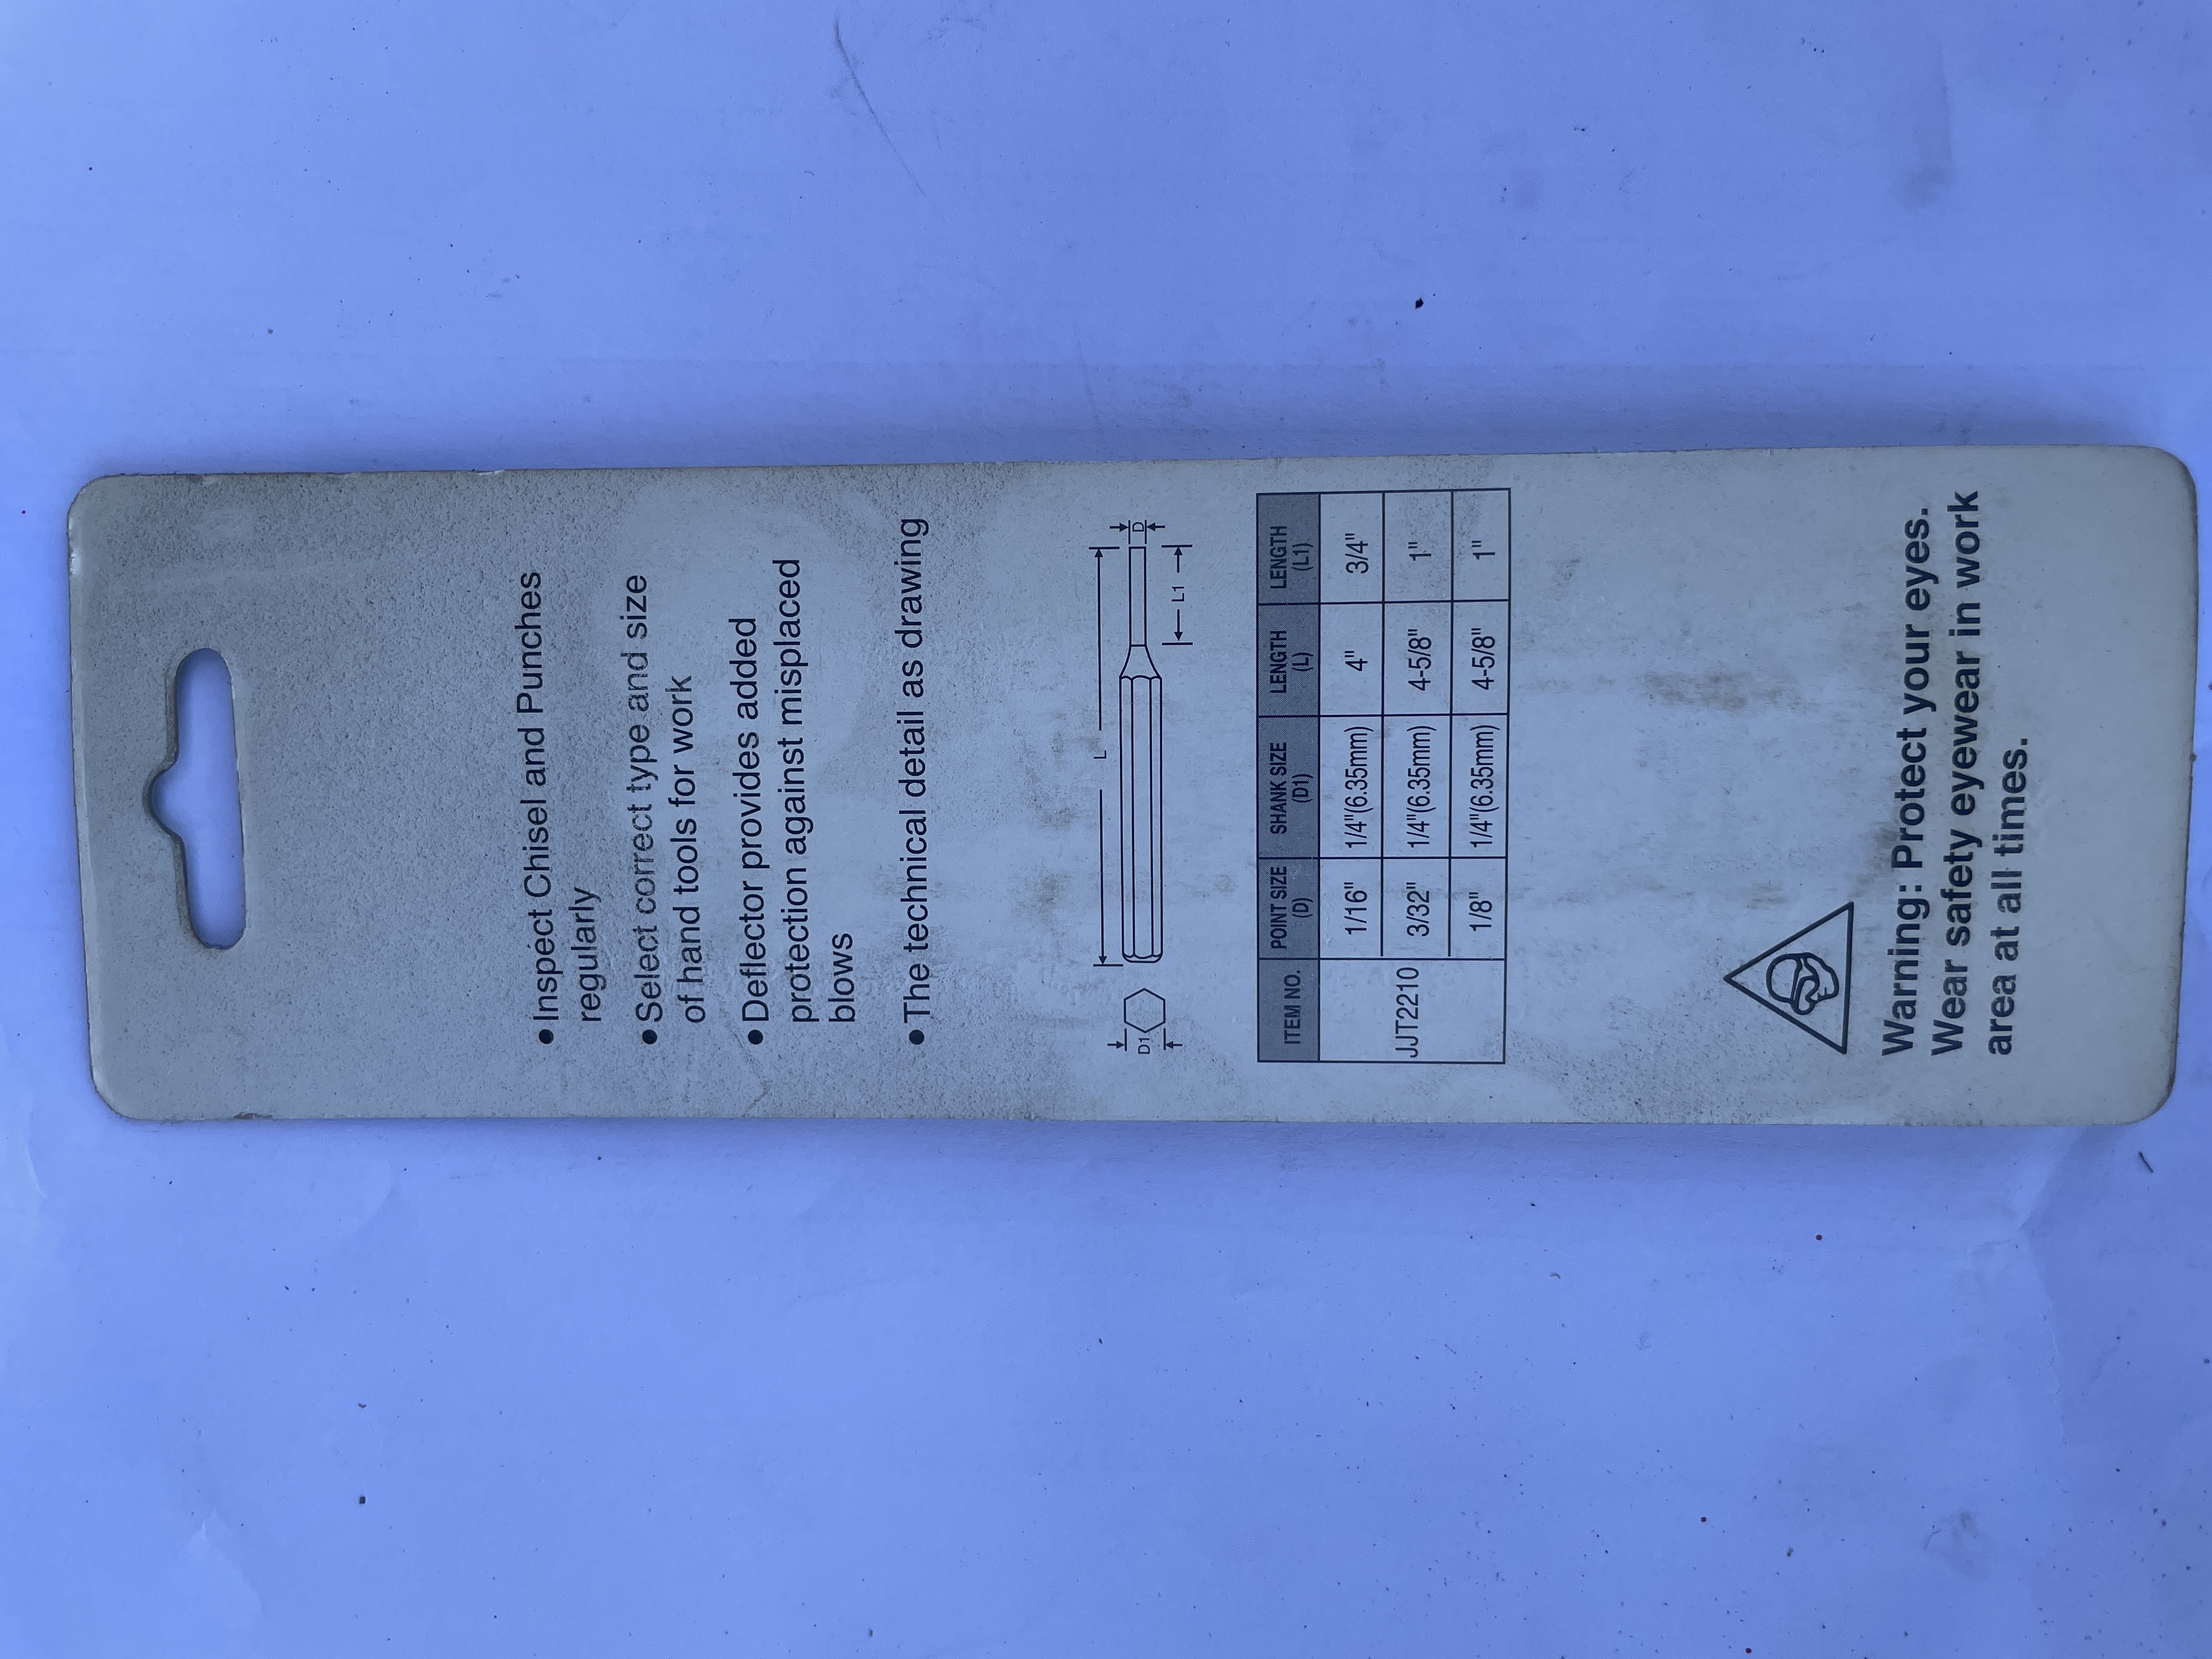 •Inspect Chisel and Punches
regularly
•Select correct type and size
of hand tools for work
•Deflector provides added
protection against misplaced
blows
•The technical detail as drawing
L
D
L1
D1
ITEM NO. POINT SIZE (D) SHANK SIZE (D1) LENGTH (L) LENGTH (L1)
1/16" 1/4"(6.35mm) 4" 3/4"
JJT2210 3/32" 1/4"(6.35mm) 4-5/8" 1"
1/8" 1/4"(6.35mm) 4-5/8" 1"
Warning: Protect your eyes.
Wear safety eyewear in work
area at all times.